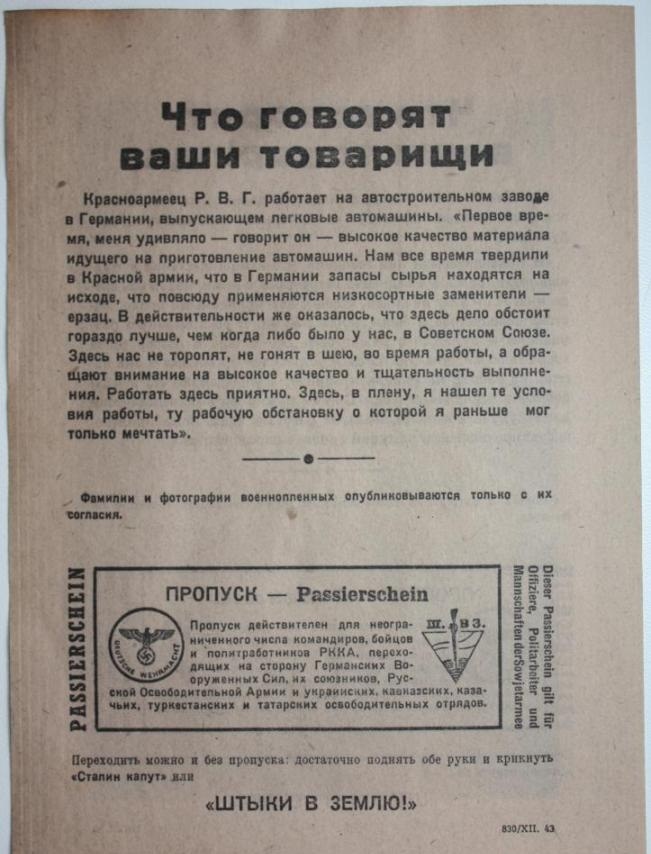 Что говорят
ваши товарищи
Красноармеец Р. В. Г. работает на автостроительном заводе
в Германии, выпускающем легковые автомашины. «Первое вре-
мя, меня удивляло — говорит он — высокое качество материала
идущего на приготовление автомашин. Нам все время твердили
в Красной армии, что в Германии запасы сырья находятся на
исходе, что повсюду применяются низкосортные заменители —
ерзац. В действительности же оказалось, что здесь дело обстоит
гораздо лучше, чем когда либо было у нас, в Советском Союзе.
Здесь нас не торопят, не гонят в шею, во время работы, а обра-
щают внимание на высокое качество и тщательность выполне-
ния. Работать здесь приятно. Здесь, в плену, я нашел те усло-
вия работы, ту рабочую обстановку о которой я раньше мог
только мечтать».
Фамилии и фотографии военнопленных опубликовываются только с их
согласия.
PASSIERSCHEIN
ПРОПУСК — Passierschein
DEUTSCHE WEHRMACHT
Пропуск действителен для неогра-
ниченного числа командиров, бойцов
и политработников РККА, перехо-
дящих на сторону Германских Во-
оруженных Сил, их союзников, Рус-
ской Освободительной Армии и украинских, кавказских, каза-
чьих, туркестанских и татарских освободительных отрядов.
Ш. В З.
Dieser Passierschein gilt für
Offiziere, Politarbeiter und
Mannschaften der Sowjetarmee
Переходить можно и без пропуска: достаточно поднять обе руки и крикнуть
«Сталин капут» или
«ШТЫКИ В ЗЕМЛЮ!»
830/XII. 43